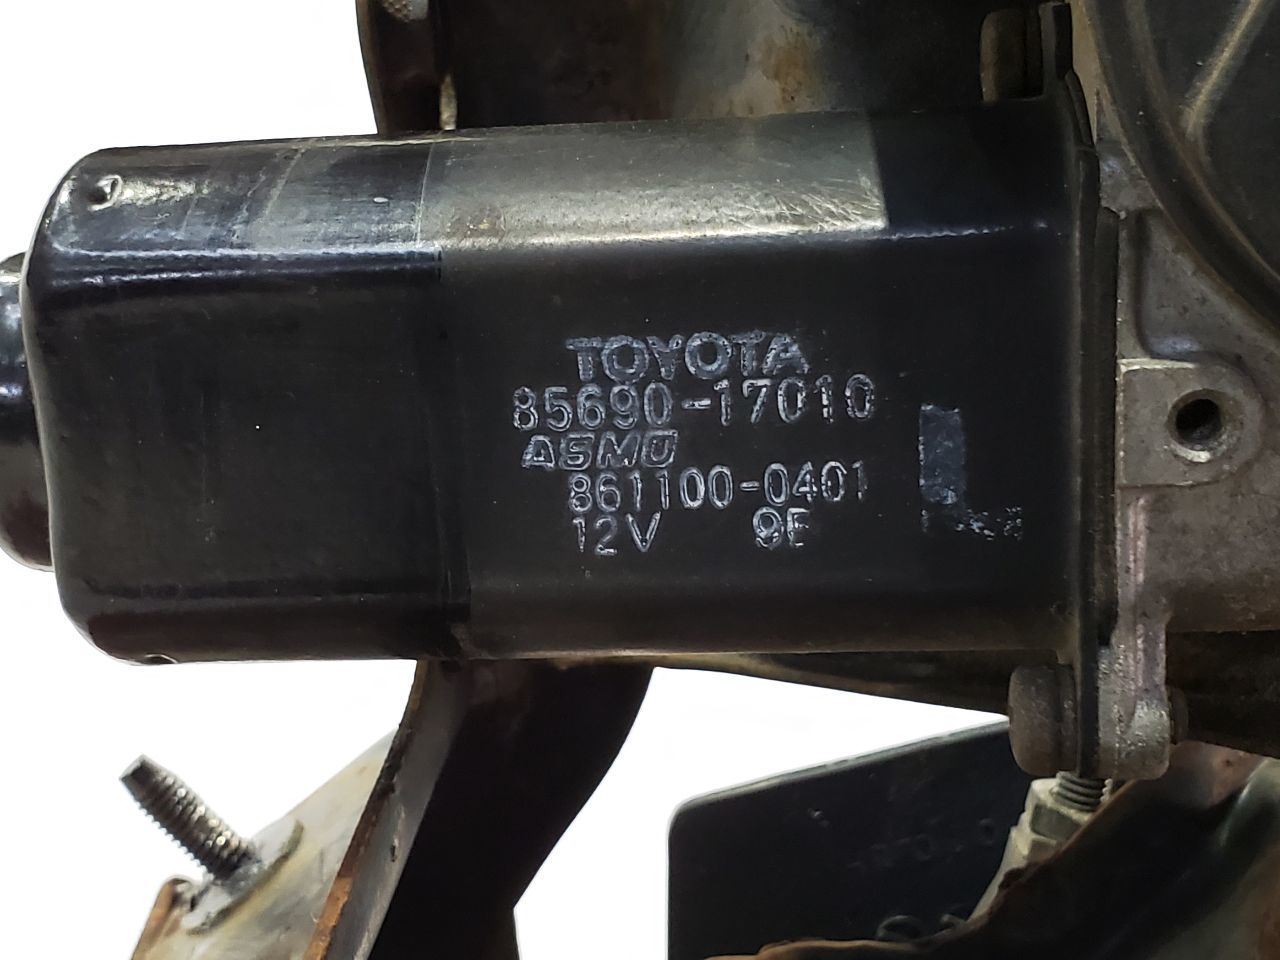 TOYOTA
85690-17010
ASMO
861100-0401
12V 9E
L